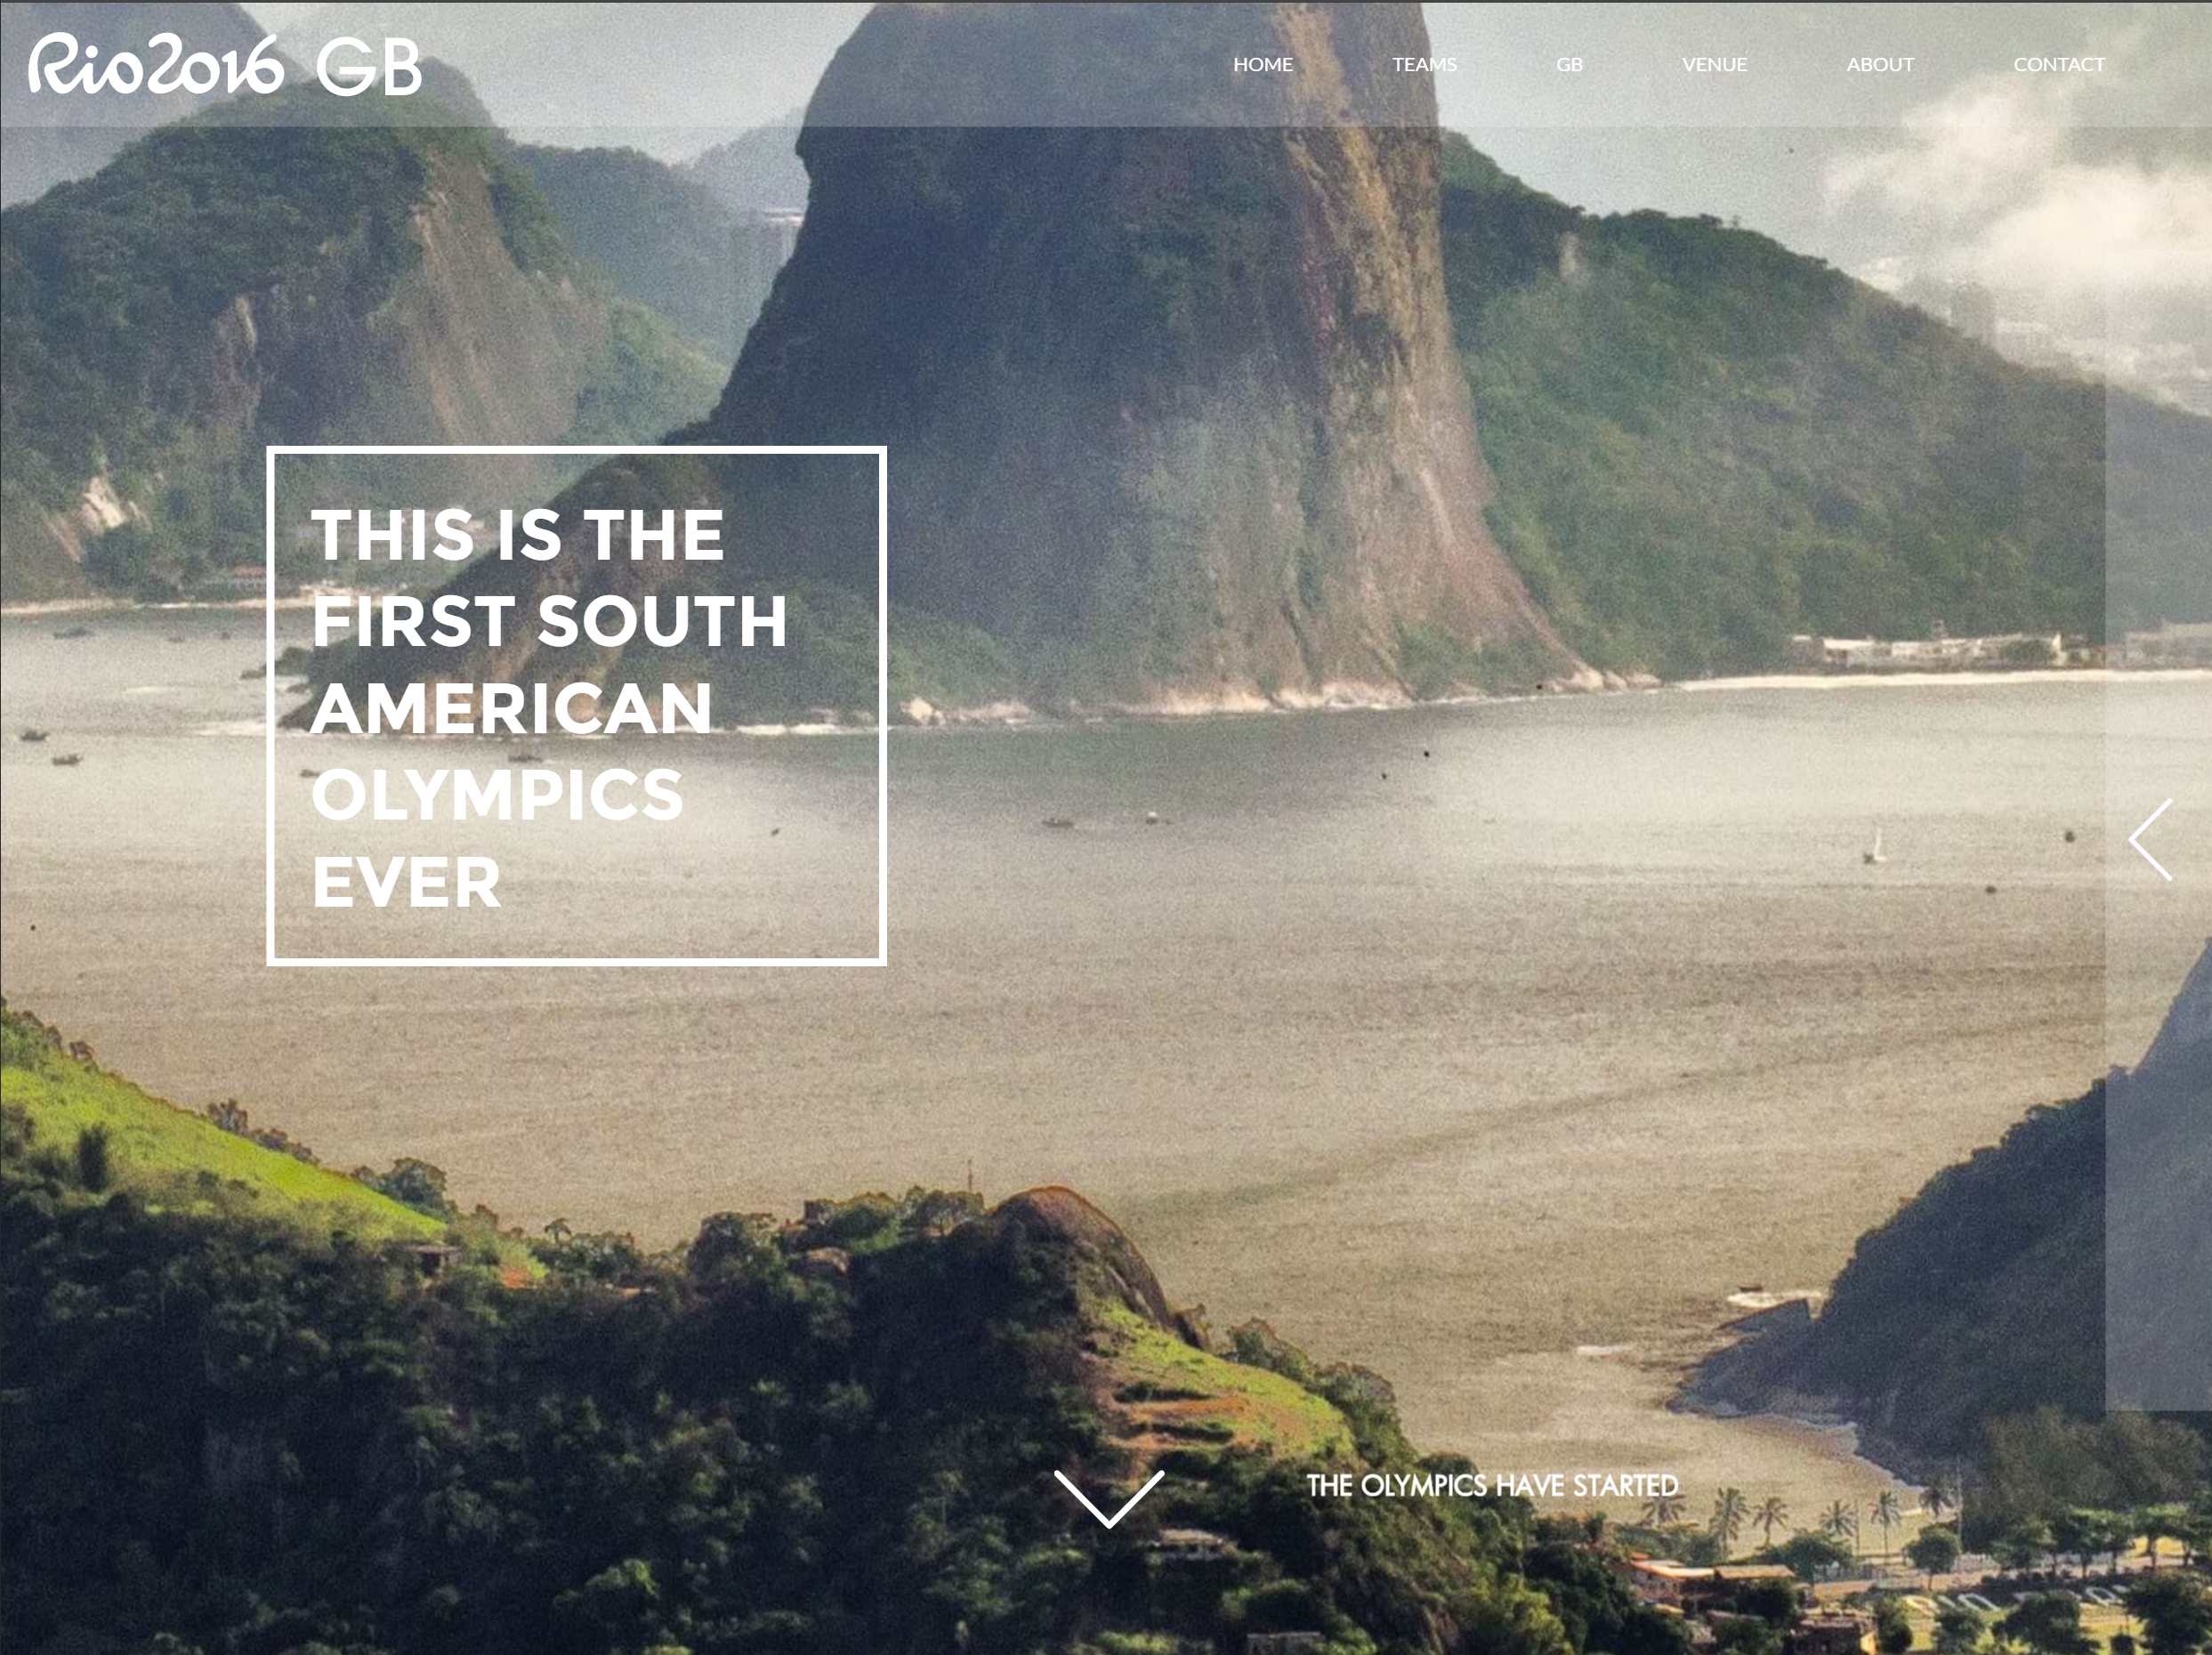 Rio2016 GB
HOME TEAMS GB VENUE ABOUT CONTACT
THIS IS THE
FIRST SOUTH
AMERICAN
OLYMPICS
EVER
THE OLYMPICS HAVE STARTED